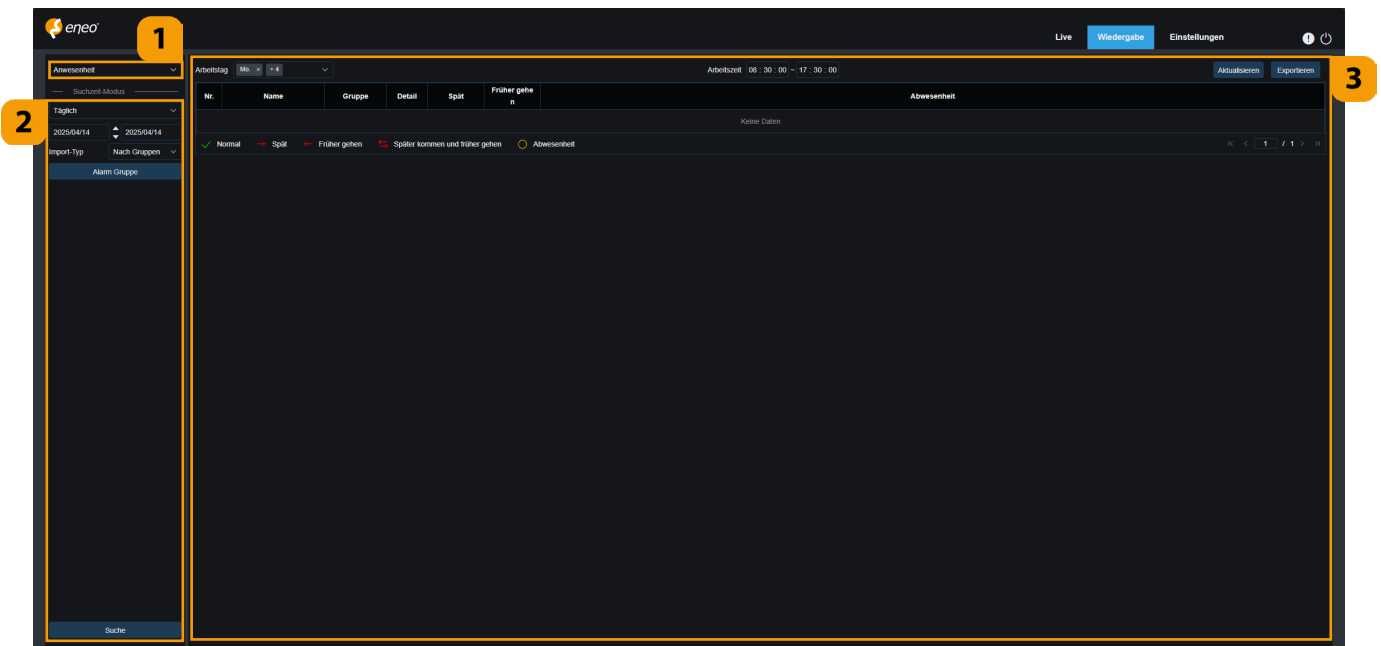 eneo
1
Live Wiedergabe Einstellungen
Anwesenheit
Suchzeit-Modus
2
Täglich
2025/04/14 2025/04/14
Import-Typ Nach Gruppen
Alarm Gruppe
Suche
Arbeitstag Mo. × + 4 Arbeitszeit 08 : 30 : 00 ~ 17 : 30 : 00 Aktualisieren Exportieren
3
Nr. Name Gruppe Detail Spät Früher gehe
n Abwesenheit
Keine Daten
Normal Spät Früher gehen Später kommen und früher gehen Abwesenheit 1 / 1